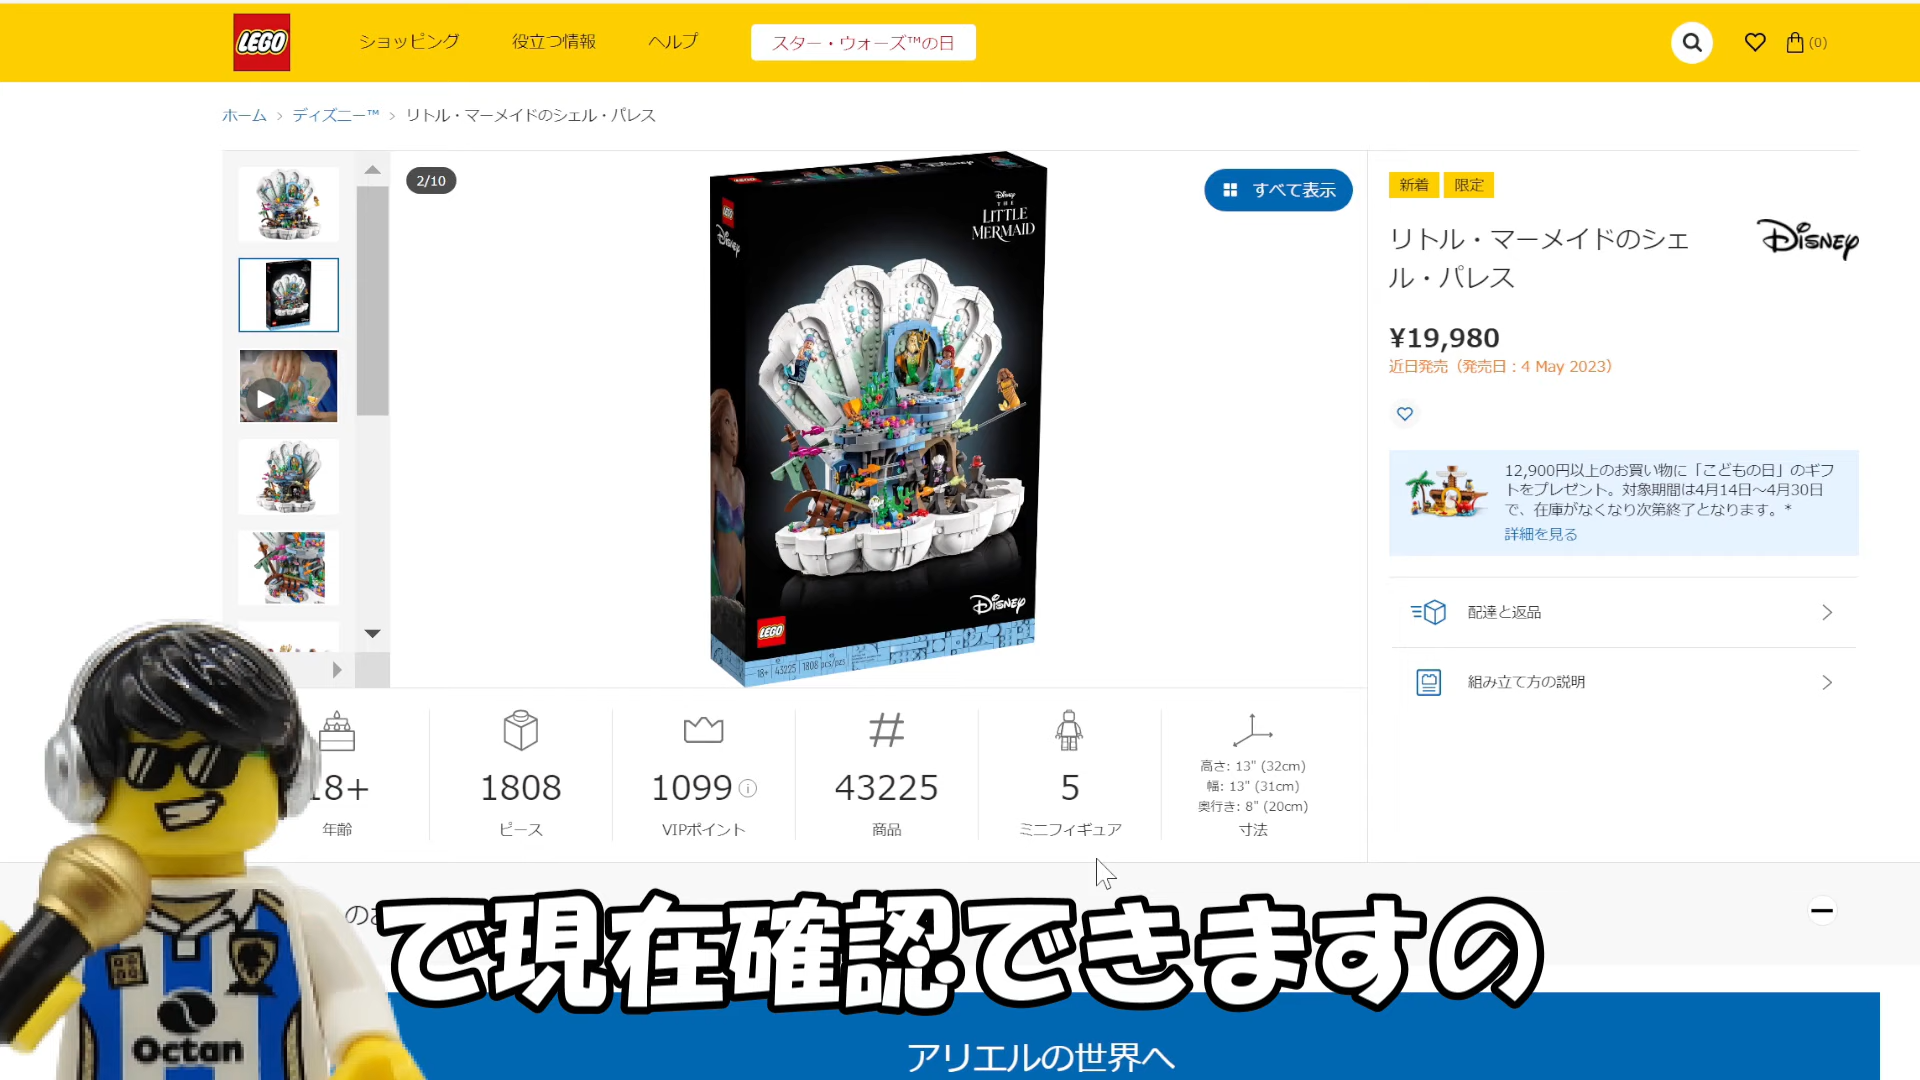 LEGO
ショッピング
役立つ情報
ヘルプ
スター・ウォーズ™の日
(0)
ホーム > ディズニー™ > リトル・マーメイドのシェル・パレス
2/10
すべて表示
LEGO
Disney
Disney
THE
LITTLE
MERMAID
Disney
LEGO
18+ 43225 1808 pcs/pzs
新着
限定
リトル・マーメイドのシェ
ル・パレス
Disney
¥19,980
近日発売（発売日：4 May 2023）
12,900円以上のお買い物に「こどもの日」のギフ
トをプレゼント。対象期間は4月14日〜4月30日
で、在庫がなくなり次第終了となります。*
詳細を見る
配達と返品
組み立て方の説明
18+
年齢
1808
ピース
1099
VIPポイント
43225
商品
5
ミニフィギュア
高さ: 13" (32cm)
幅: 13" (31cm)
奥行き: 8" (20cm)
寸法
で現在確認できますの
Octan
アリエルの世界へ